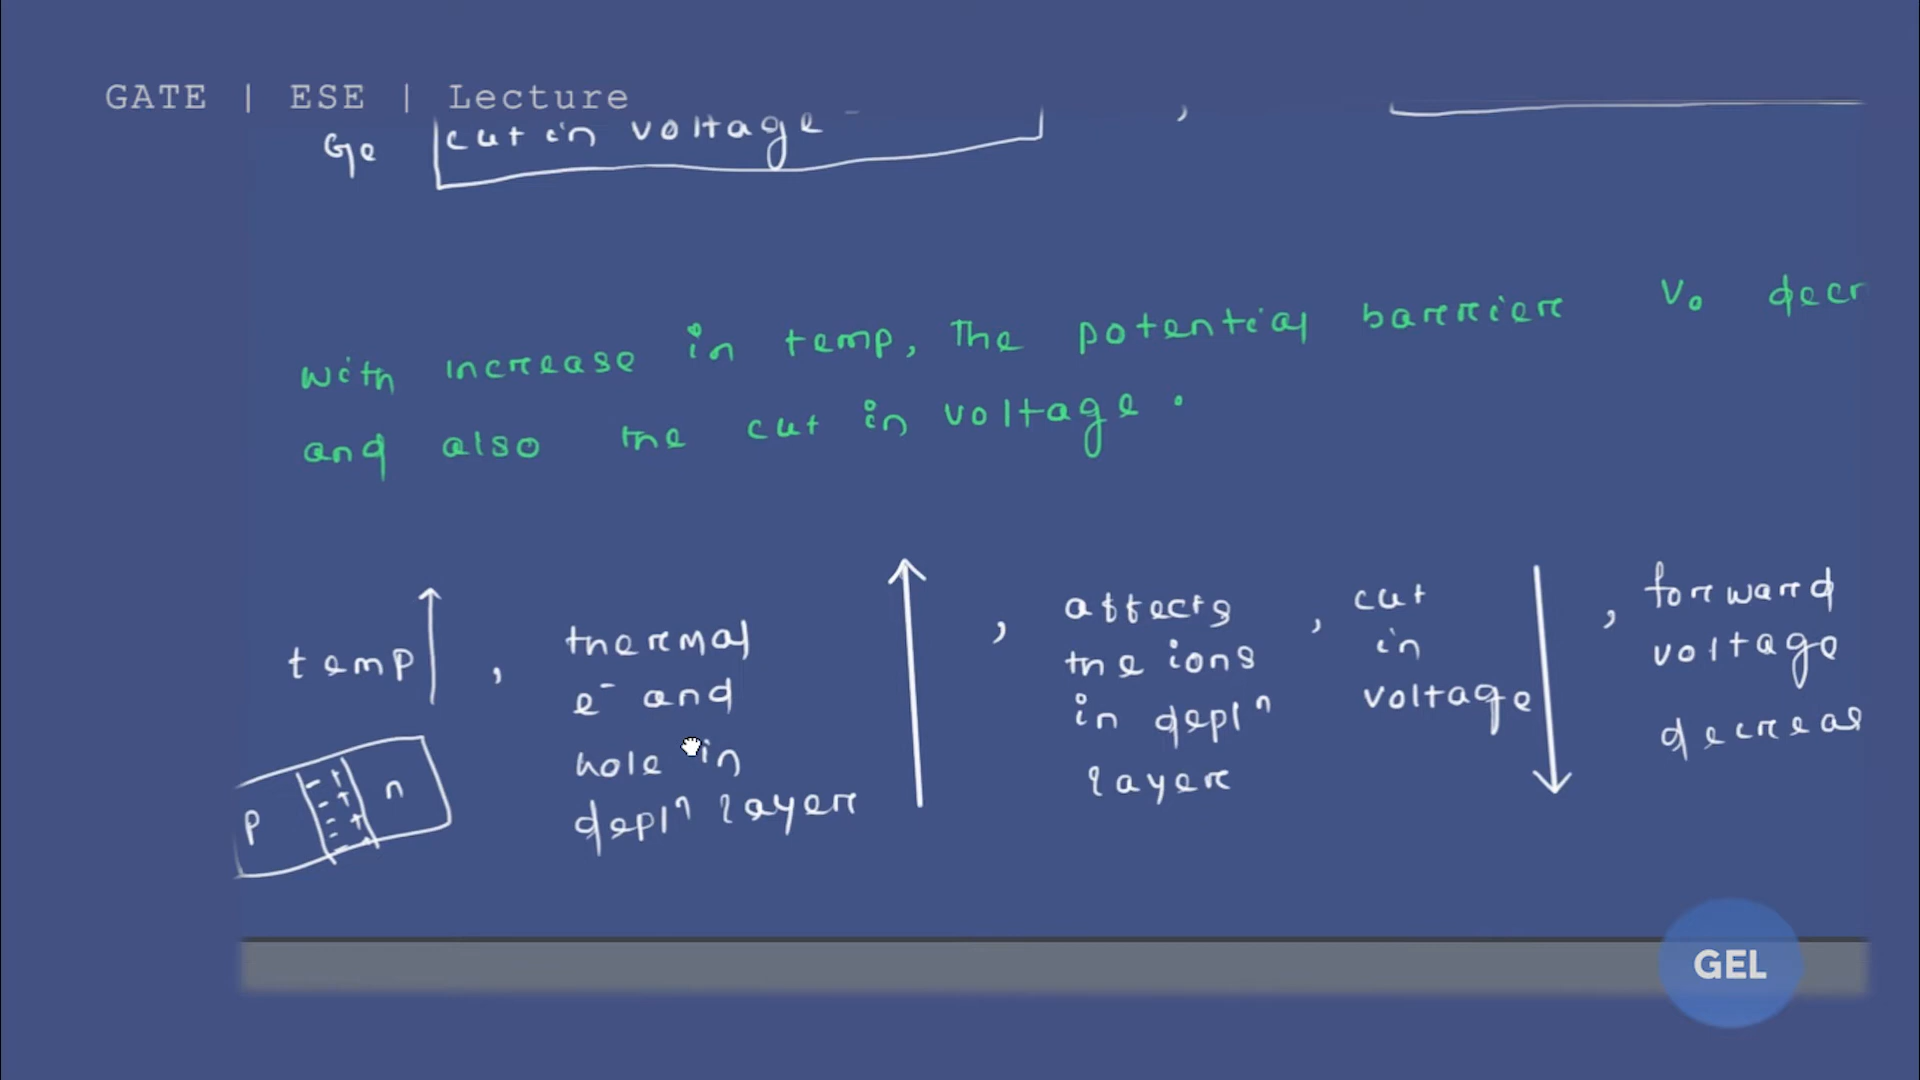 GATE | ESE | Lecture
Ge cut in voltage
,
with increase in temp, The potential barrier V₀ decr
and also the cut in voltage.
temp ,
thermal
e⁻ and
hole in
deplⁿ layer
,
affects
the ions
in deplⁿ
layer
,
cut
in
voltage
,
forward
voltage
decreas
p - + n
- +
- +
- +
GEL